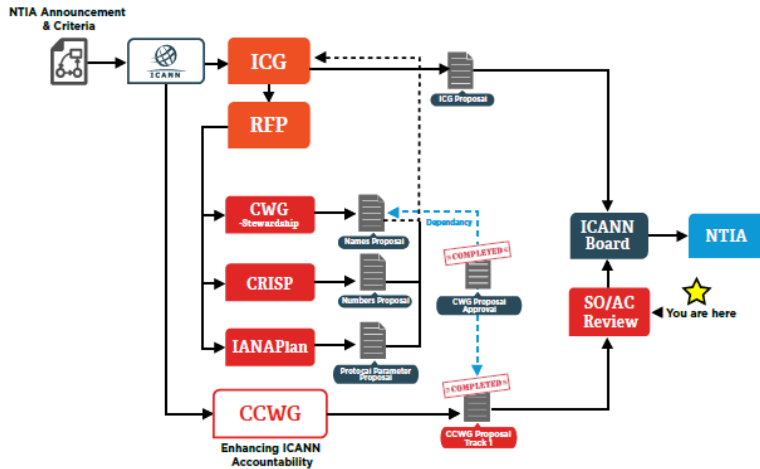 NTIA Announcement
& Criteria
ICANN
ICG
ICG Proposal
RFP
CWG
-Stewardship
Names Proposal
Dependancy
COMPLETED
CWG Proposal
Approval
CRISP
Numbers Proposal
IANAPlan
Protocal Parameter
Proposal
ICANN
Board
NTIA
SO/AC
Review
You are here
CCWG
Enhancing ICANN
Accountability
COMPLETED
CCWG Proposal
Track 1